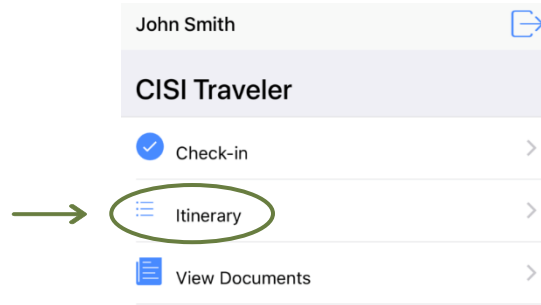 John Smith
CISI Traveler
Check-in
Itinerary
View Documents